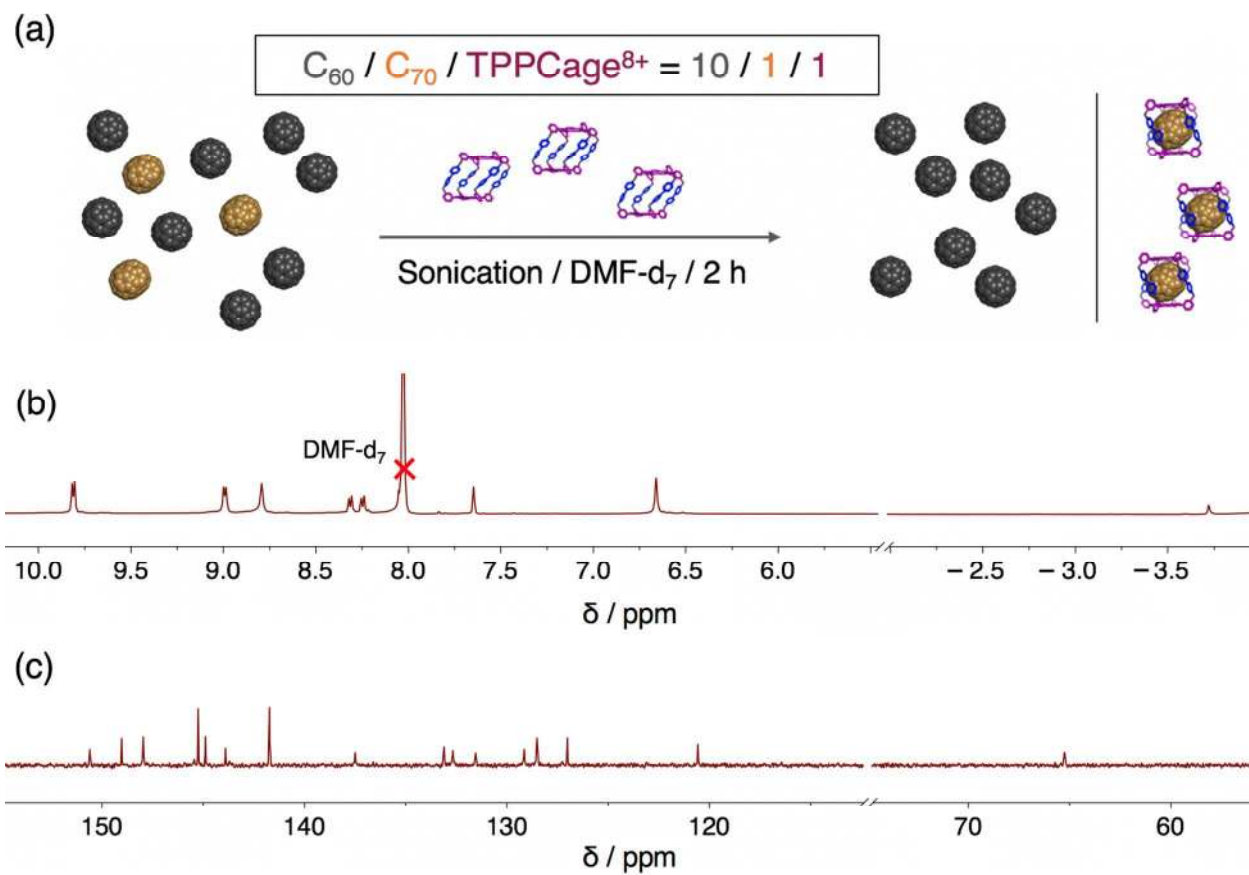 (a)
C₆₀ / C₇₀ / TPPCage⁸⁺ = 10 / 1 / 1
Sonication / DMF-d₇ / 2 h
(b)
DMF-d₇
10.0 9.5 9.0 8.5 8.0 7.5 7.0 6.5 6.0 −2.5 −3.0 −3.5
δ / ppm
(c)
150 140 130 120 70 60
δ / ppm